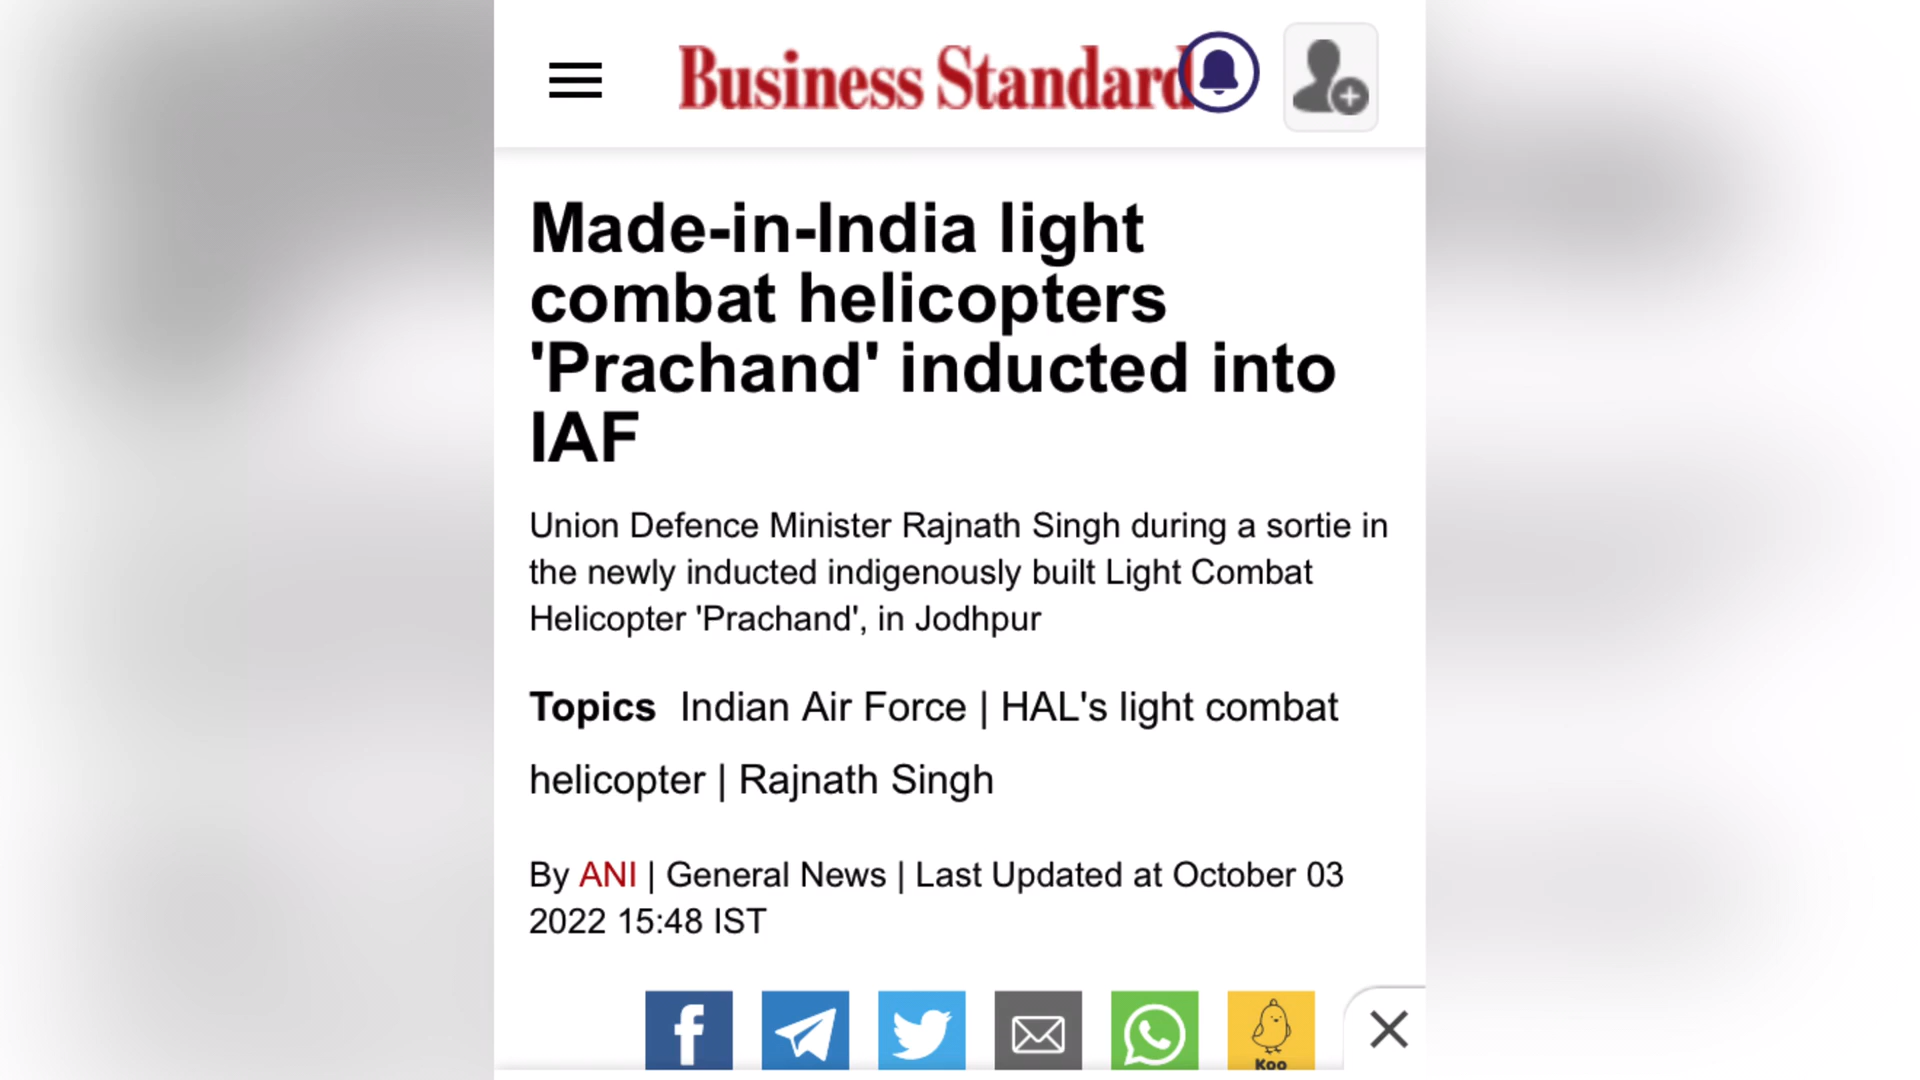 Business Standard
Made-in-India light
combat helicopters
'Prachand' inducted into
IAF
Union Defence Minister Rajnath Singh during a sortie in
the newly inducted indigenously built Light Combat
Helicopter 'Prachand', in Jodhpur
Topics Indian Air Force | HAL's light combat
helicopter | Rajnath Singh
By ANI | General News | Last Updated at October 03
2022 15:48 IST
Koo